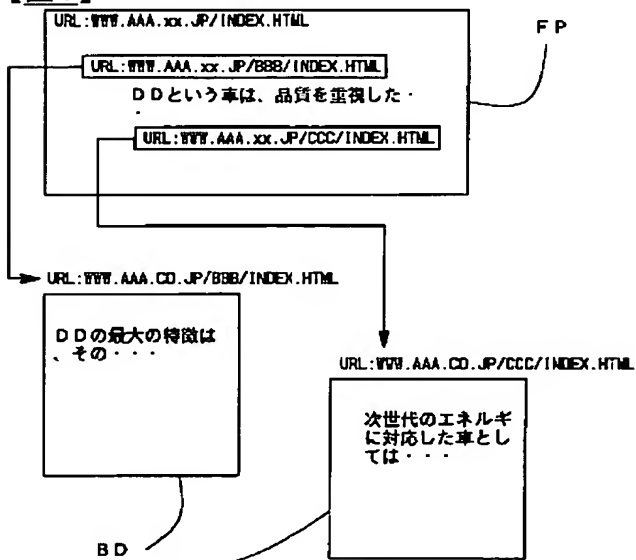 URL:WWW.AAA.xx.JP/INDEX.HTML
FP
URL:WWW.AAA.xx.JP/BBB/INDEX.HTML
DDという車は、品質を重視した・
・
URL:WWW.AAA.xx.JP/CCC/INDEX.HTML
URL:WWW.AAA.CO.JP/BBB/INDEX.HTML
DDの最大の特徴は
、その・・・
URL:WWW.AAA.CO.JP/CCC/INDEX.HTML
次世代のエネルギ
に対応した車とし
ては・・・
BD